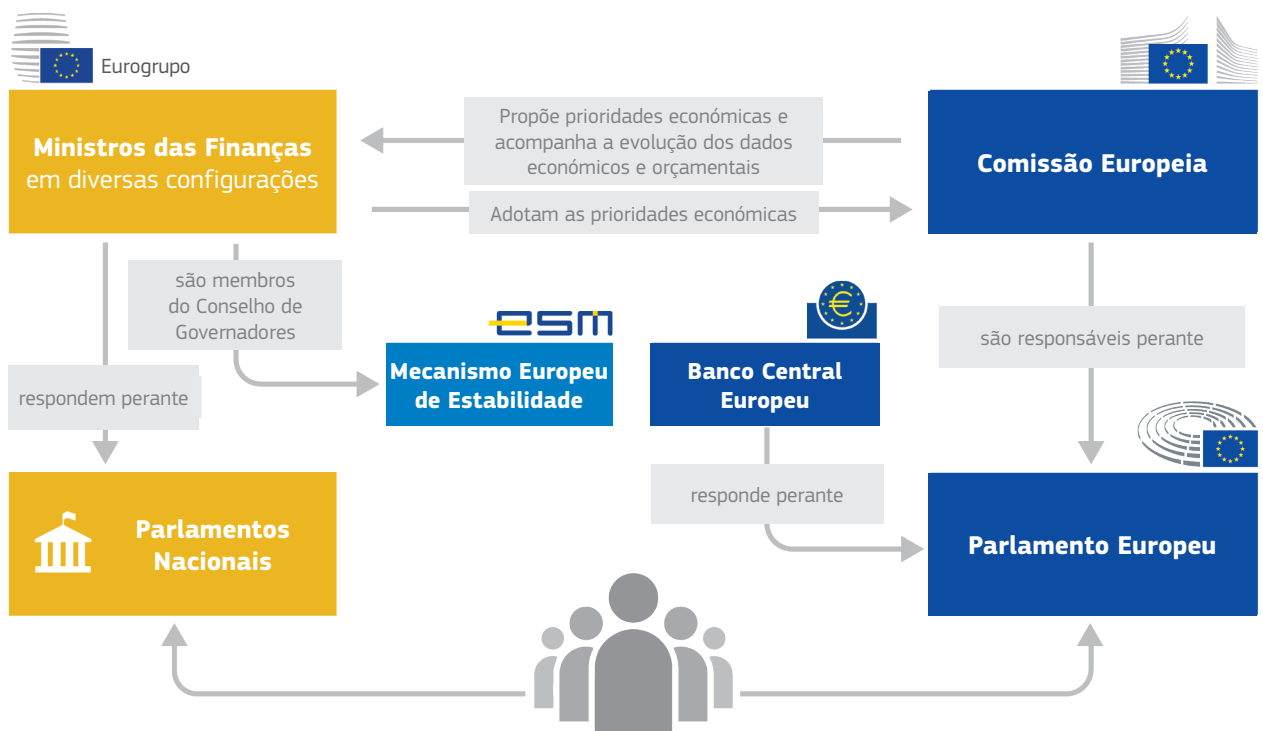 Eurogrupo
Ministros das Finanças
em diversas configurações
Propõe prioridades económicas e
acompanha a evolução dos dados
económicos e orçamentais
Adotam as prioridades económicas
Comissão Europeia
são membros
do Conselho de
Governadores
respondem perante
esm
Mecanismo Europeu
de Estabilidade
€
Banco Central
Europeu
são responsáveis perante
responde perante
Parlamentos
Nacionais
Parlamento Europeu